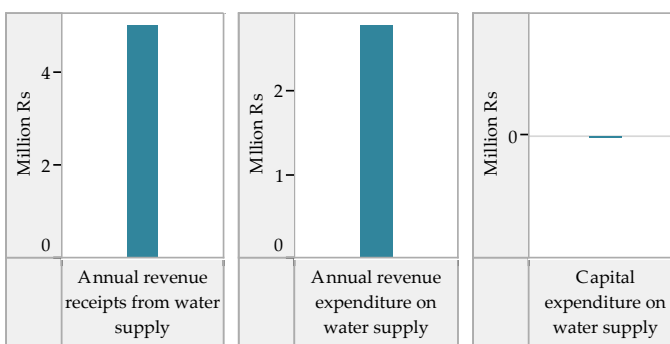 Million Rs
4
2
0
Annual revenue
receipts from water
supply
Million Rs
2
1
0
Annual revenue
expenditure on
water supply
Million Rs
0
Capital
expenditure on
water supply